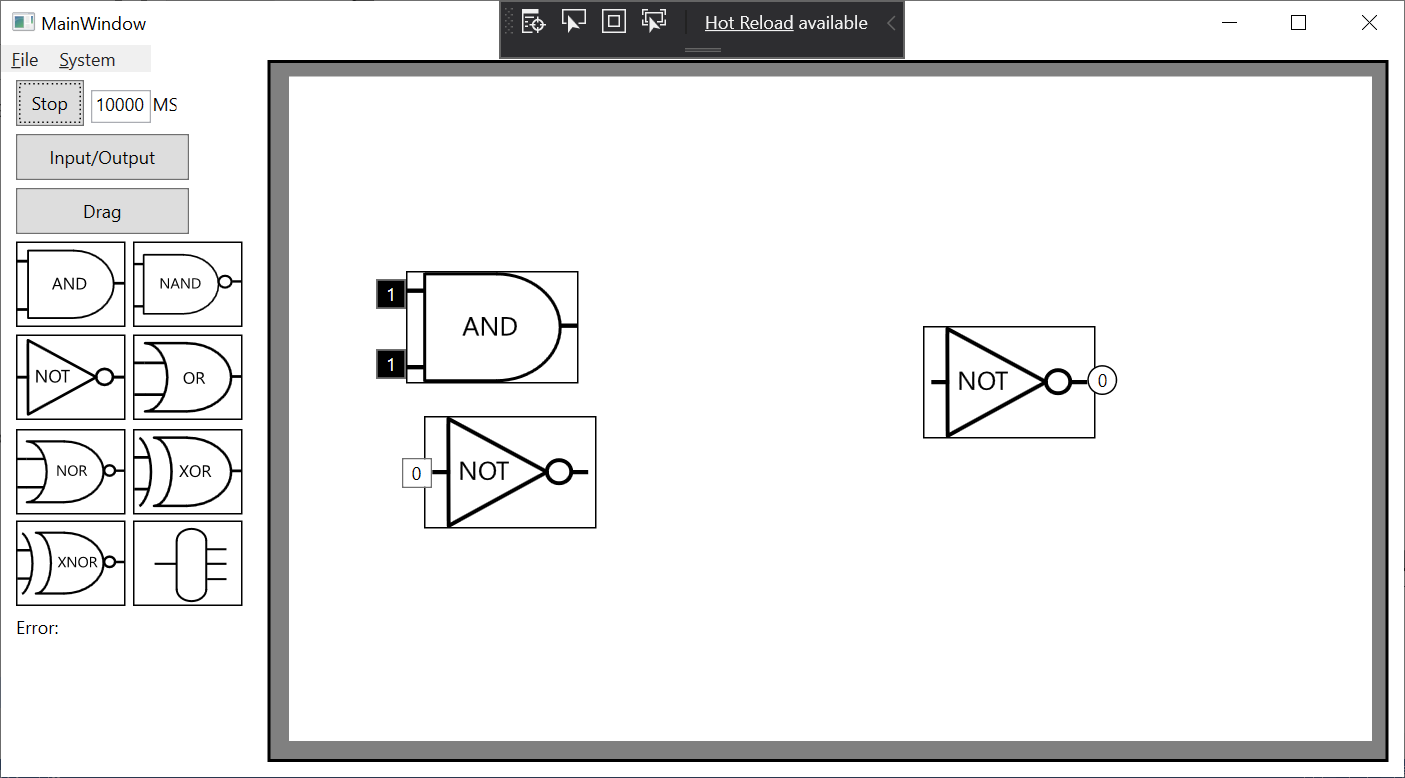 MainWindow
Hot Reload available
File System
Stop 10000 MS
Input/Output
Drag
AND NAND
NOT OR
NOR XOR
XNOR
Error:
1
1
AND
0
NOT
NOT
0